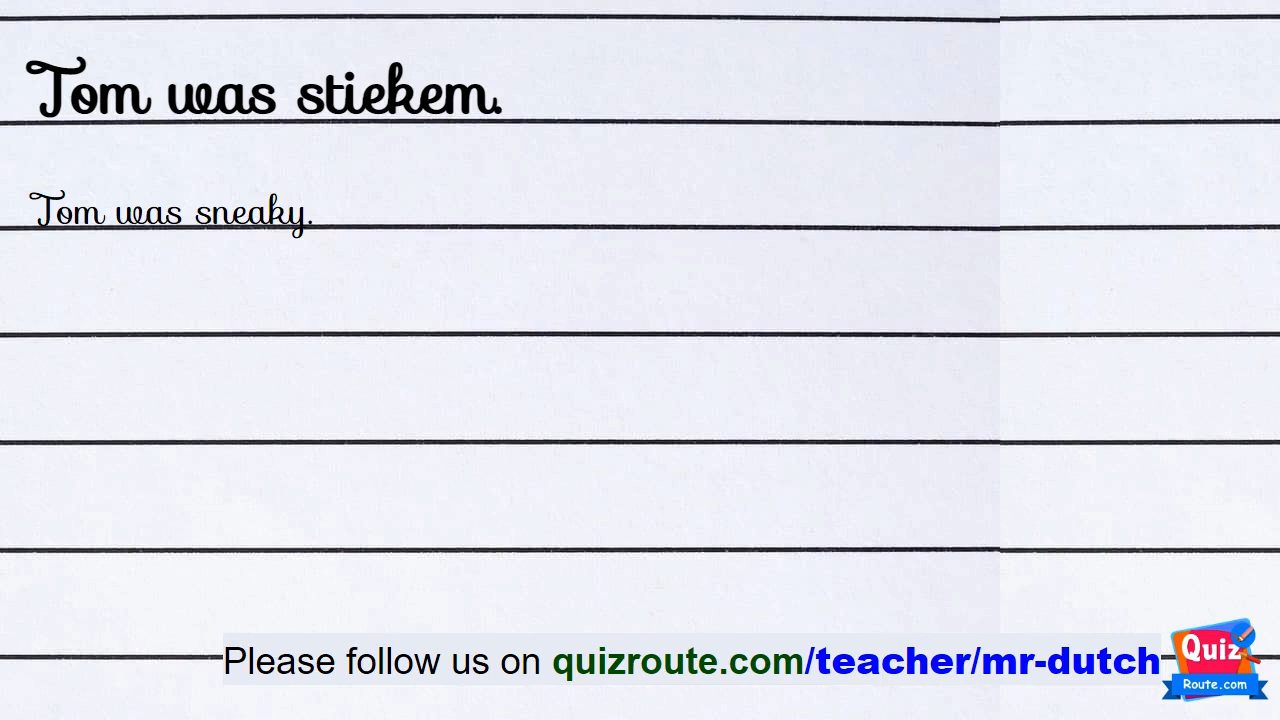 Tom was stiekem.
Tom was sneaky.
Please follow us on quizroute.com/teacher/mr-dutch
Quiz
Route.com